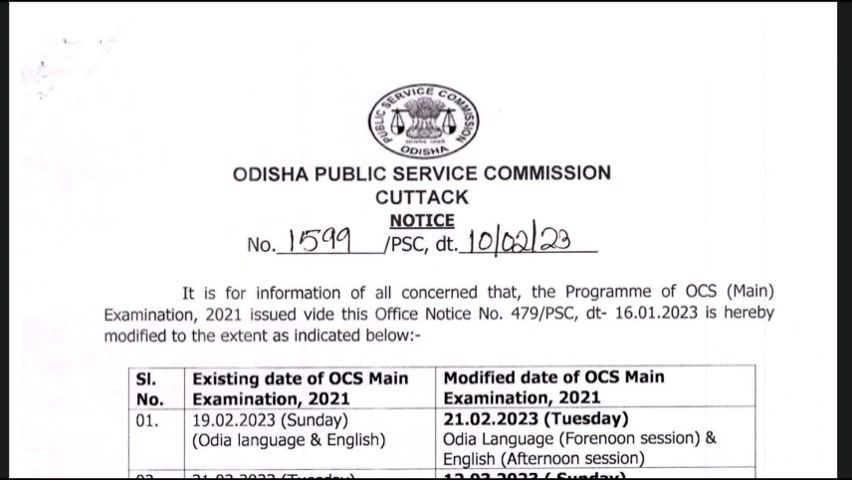 PUBLIC SERVICE COMMISSION
ODISHA
ODISHA PUBLIC SERVICE COMMISSION
CUTTACK
NOTICE
No. 1599 /PSC, dt. 10/02/23
It is for information of all concerned that, the Programme of OCS (Main)
Examination, 2021 issued vide this Office Notice No. 479/PSC, dt- 16.01.2023 is hereby
modified to the extent as indicated below:-
Sl. No. Existing date of OCS Main Examination, 2021 Modified date of OCS Main Examination, 2021
01. 19.02.2023 (Sunday) 21.02.2023 (Tuesday)
(Odia language & English) Odia Language (Forenoon session) &
English (Afternoon session)